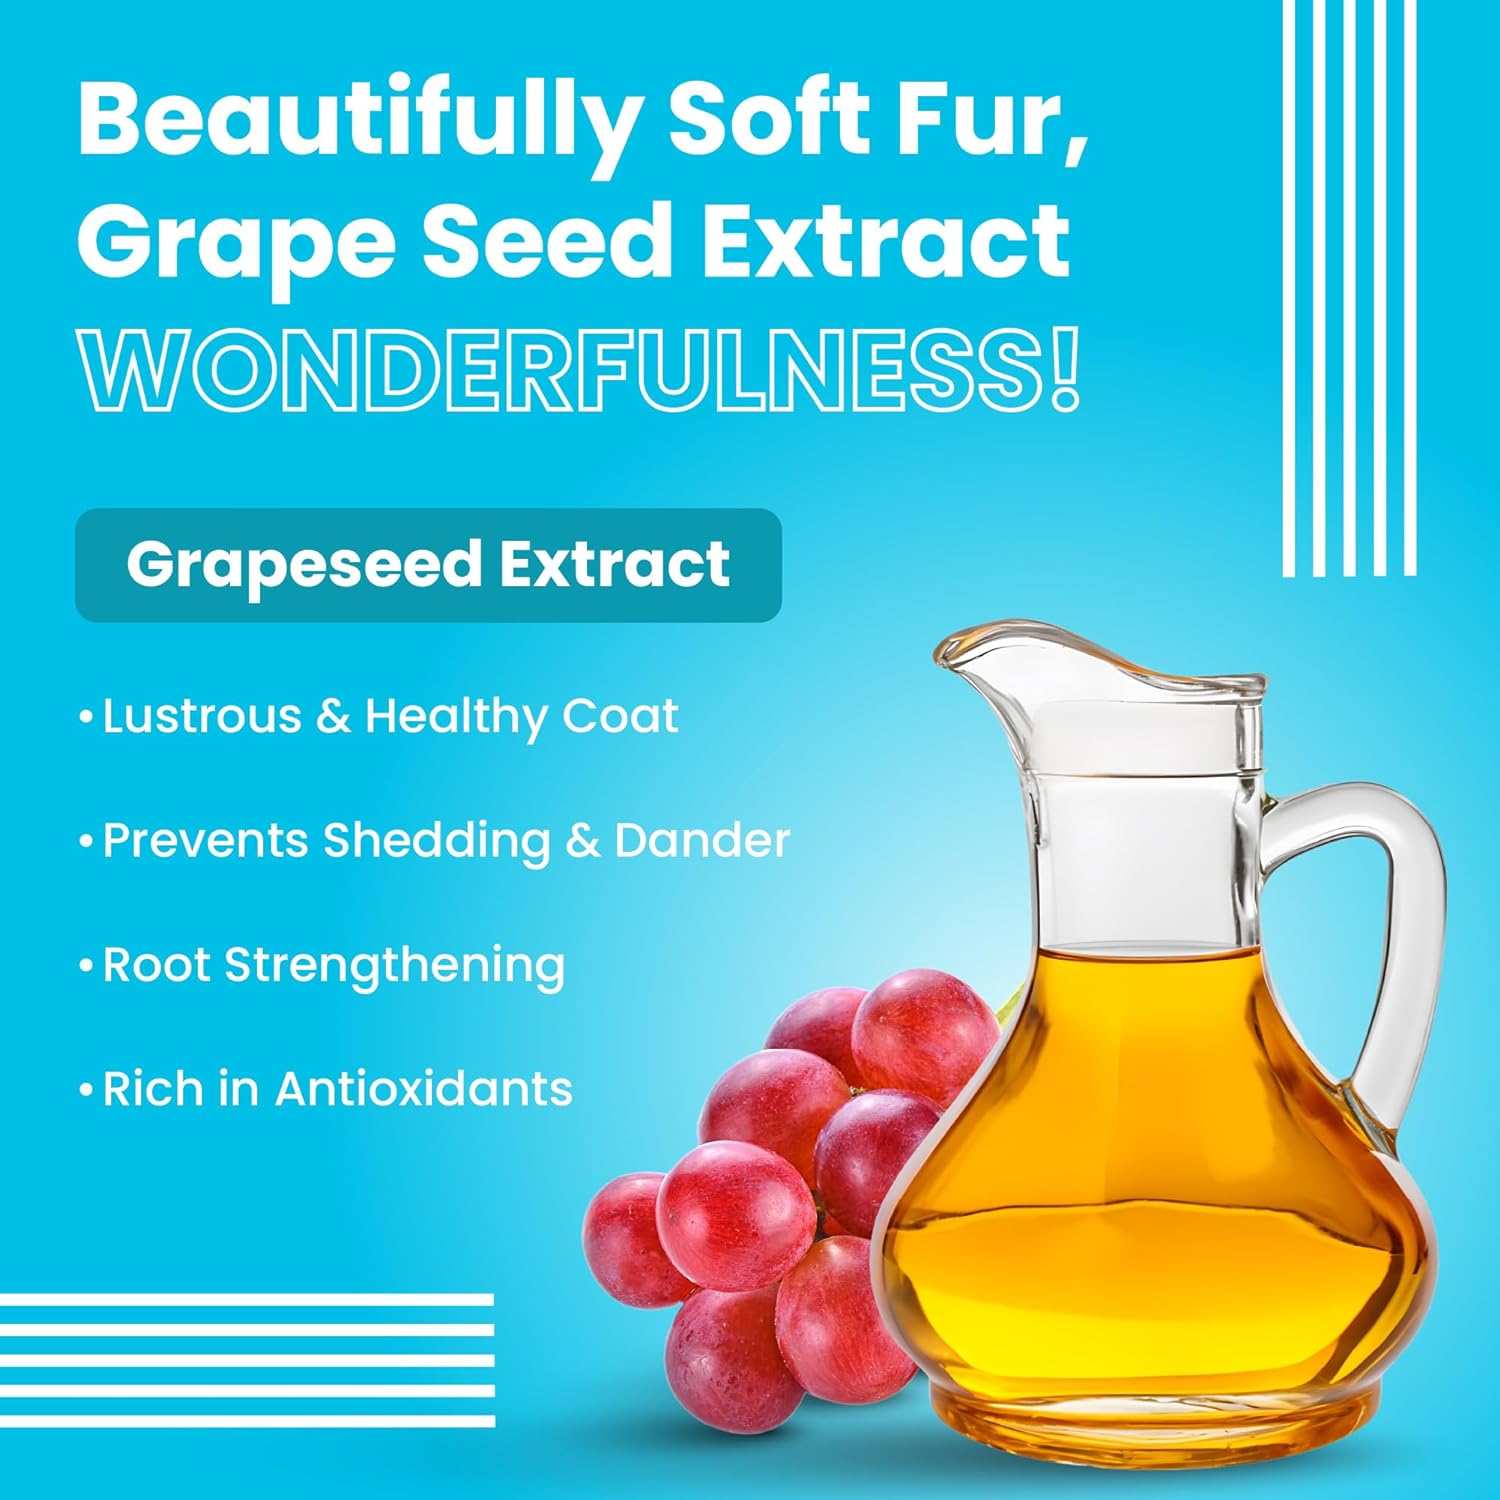 Beautifully Soft Fur,
Grape Seed Extract
WONDERFULNESS!
Grapeseed Extract
• Lustrous & Healthy Coat
• Prevents Shedding & Dander
• Root Strengthening
• Rich in Antioxidants